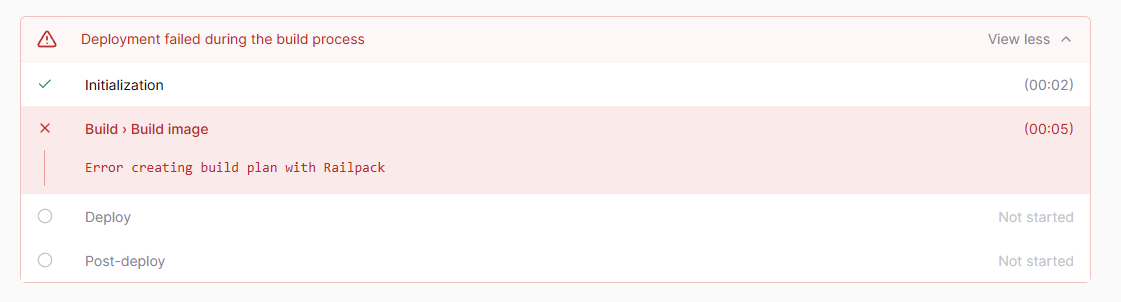 Deployment failed during the build process View less
Initialization (00:02)
Build › Build image (00:05)
Error creating build plan with Railpack
Deploy Not started
Post-deploy Not started